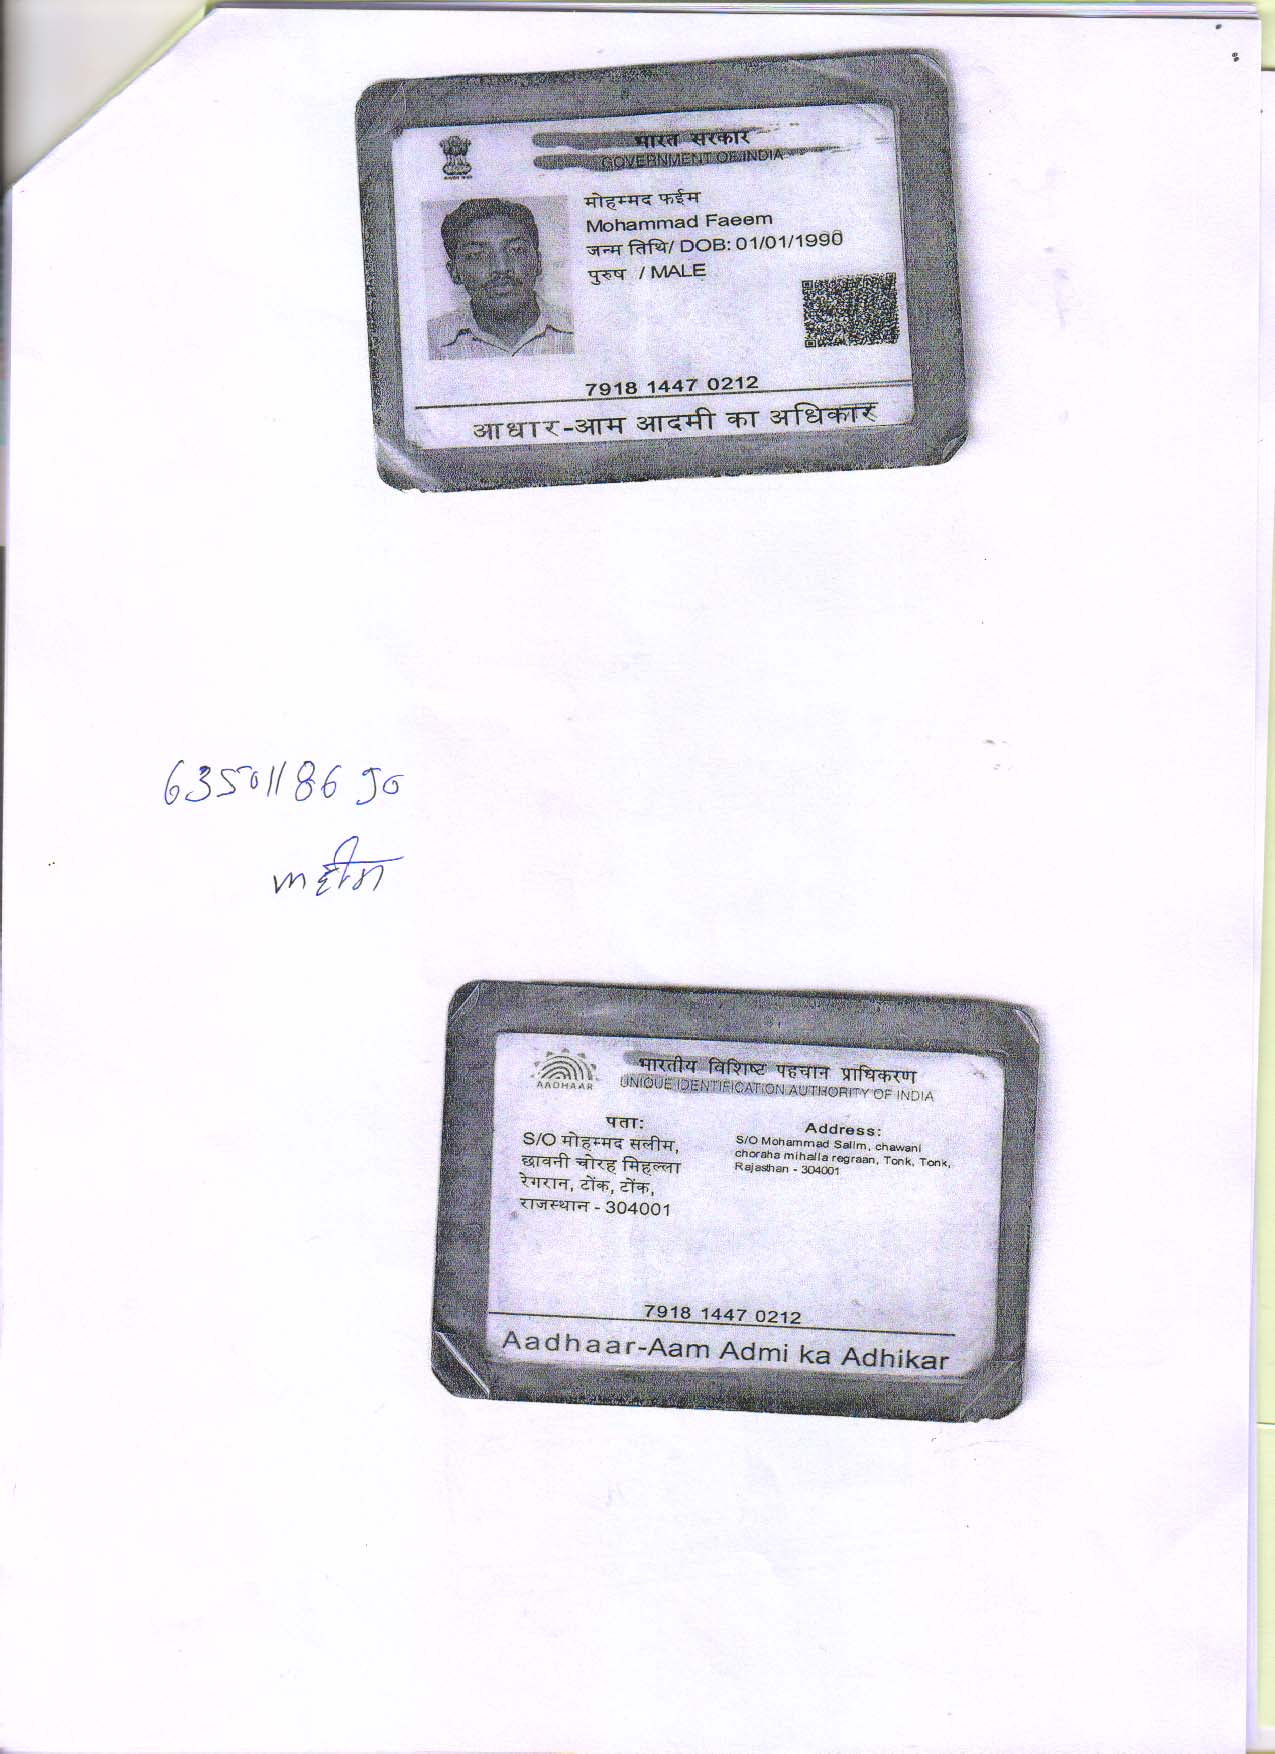 भारत सरकार
GOVERNMENT OF INDIA
मोहम्मद फईम
Mohammad Faeem
जन्म तिथि/ DOB: 01/01/1990
पुरुष / MALE
7918 1447 0212
आधार-आम आदमी का अधिकार
AADHAAR
भारतीय विशिष्ट पहचान प्राधिकरण
UNIQUE IDENTIFICATION AUTHORITY OF INDIA
पता:
S/O मोहम्मद सलीम,
छावनी चोरह मिहल्ला
रेगरान, टोंक, टोंक,
राजस्थान - 304001
Address:
S/O Mohammad Salim, chawani
choraha mihalla regraan, Tonk, Tonk,
Rajasthan - 304001
7918 1447 0212
Aadhaar-Aam Admi ka Adhikar